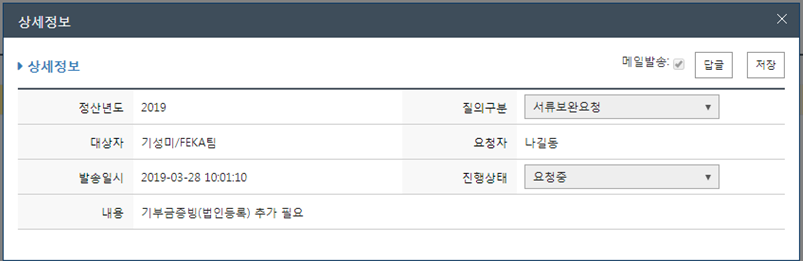 상세정보
상세정보
메일발송: 답글 저장
정산년도 2019 질의구분 서류보완요청
대상자 기성미/FEKA팀 요청자 나길동
발송일시 2019-03-28 10:01:10 진행상태 요청중
내용 기부금증빙(법인등록) 추가 필요